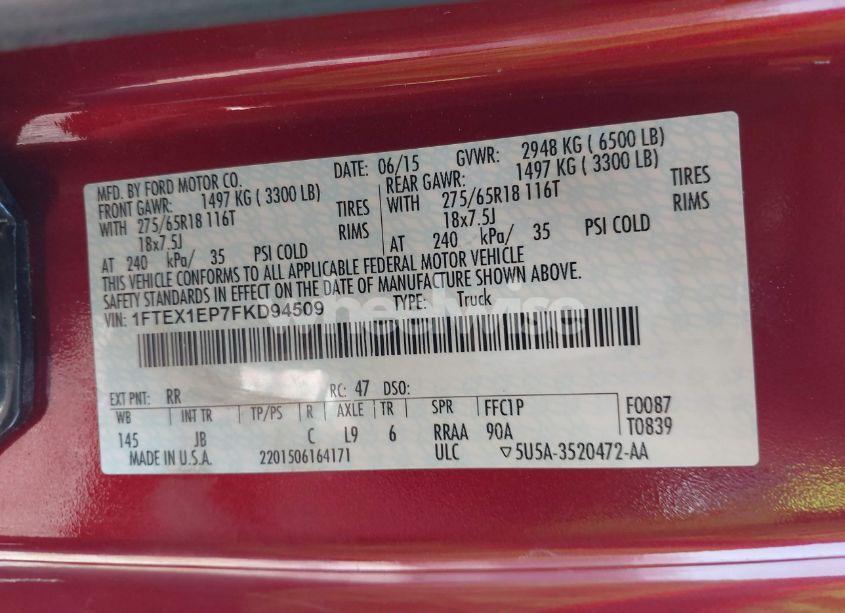 MFD. BY FORD MOTOR CO. DATE: 06/15 GVWR: 2948 KG ( 6500 LB)
FRONT GAWR: 1497 KG ( 3300 LB) REAR GAWR: 1497 KG ( 3300 LB)
WITH 275/65R18 116T TIRES WITH 275/65R18 116T TIRES
18x7.5J RIMS 18x7.5J RIMS
AT 240 kPa/ 35 PSI COLD AT 240 kPa/ 35 PSI COLD
THIS VEHICLE CONFORMS TO ALL APPLICABLE FEDERAL MOTOR VEHICLE
SAFETY STANDARDS IN EFFECT ON THE DATE OF MANUFACTURE SHOWN ABOVE.
VIN: 1FTEX1EP7FKD94509 TYPE: Truck
wheelwise
EXT PNT: RR RC: 47 DSO:
WB INT TR TP/PS R AXLE TR SPR FFC1P F0087
145 JB C L9 6 RRAA 90A T0839
MADE IN U.S.A. 2201506164171 ULC ▽5U5A-3520472-AA